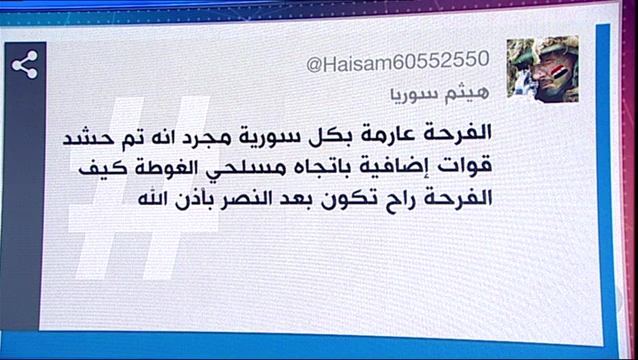 @Haisam60552550
هيثم سوريا
الفرحة عارمة بكل سورية مجرد انه تم حشد
قوات إضافية باتجاه مسلحي الغوطة كيف
الفرحة راح تكون بعد النصر بأذن الله